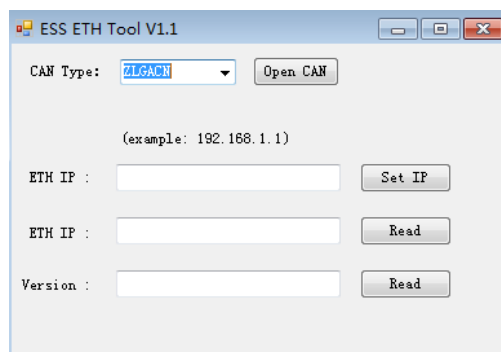 ESS ETH Tool V1.1
CAN Type: ZLGACN Open CAN
(example: 192.168.1.1)
ETH IP : Set IP
ETH IP : Read
Version : Read